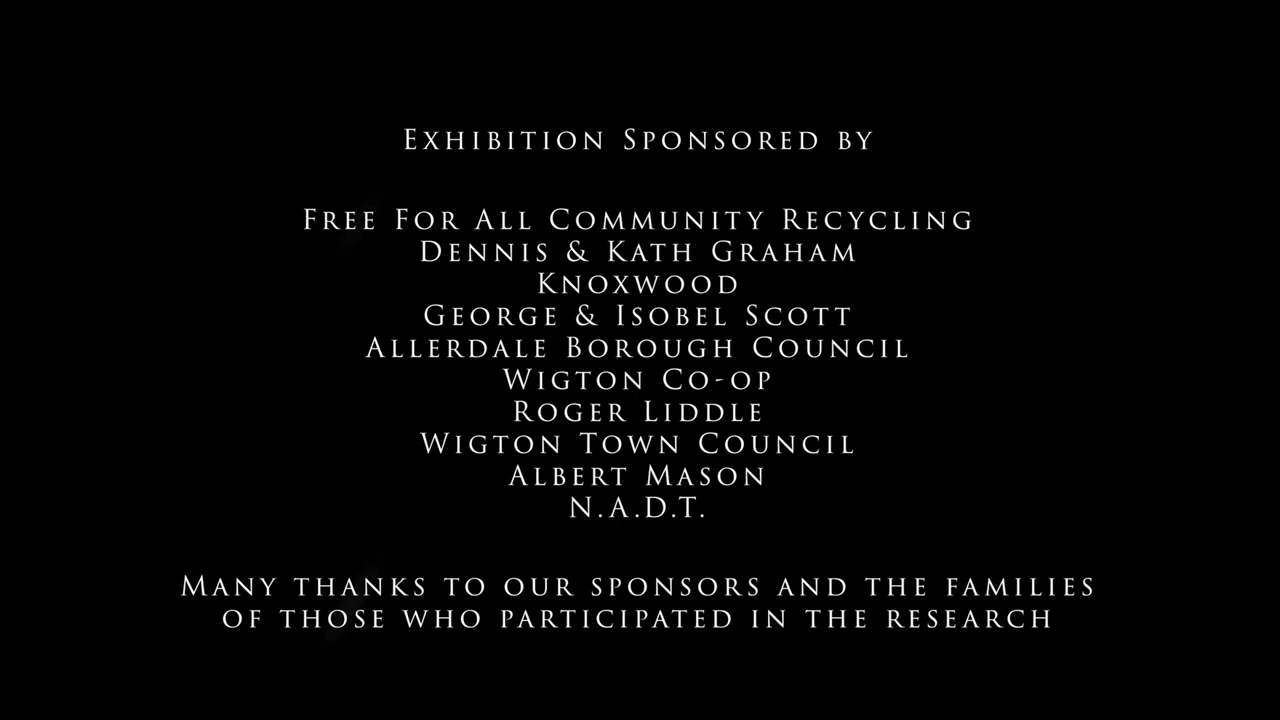 Exhibition Sponsored by
Free For All Community Recycling
Dennis & Kath Graham
Knoxwood
George & Isobel Scott
Allerdale Borough Council
Wigton Co-op
Roger Liddle
Wigton Town Council
Albert Mason
N.A.D.T.
Many thanks to our sponsors and the families
of those who participated in the research